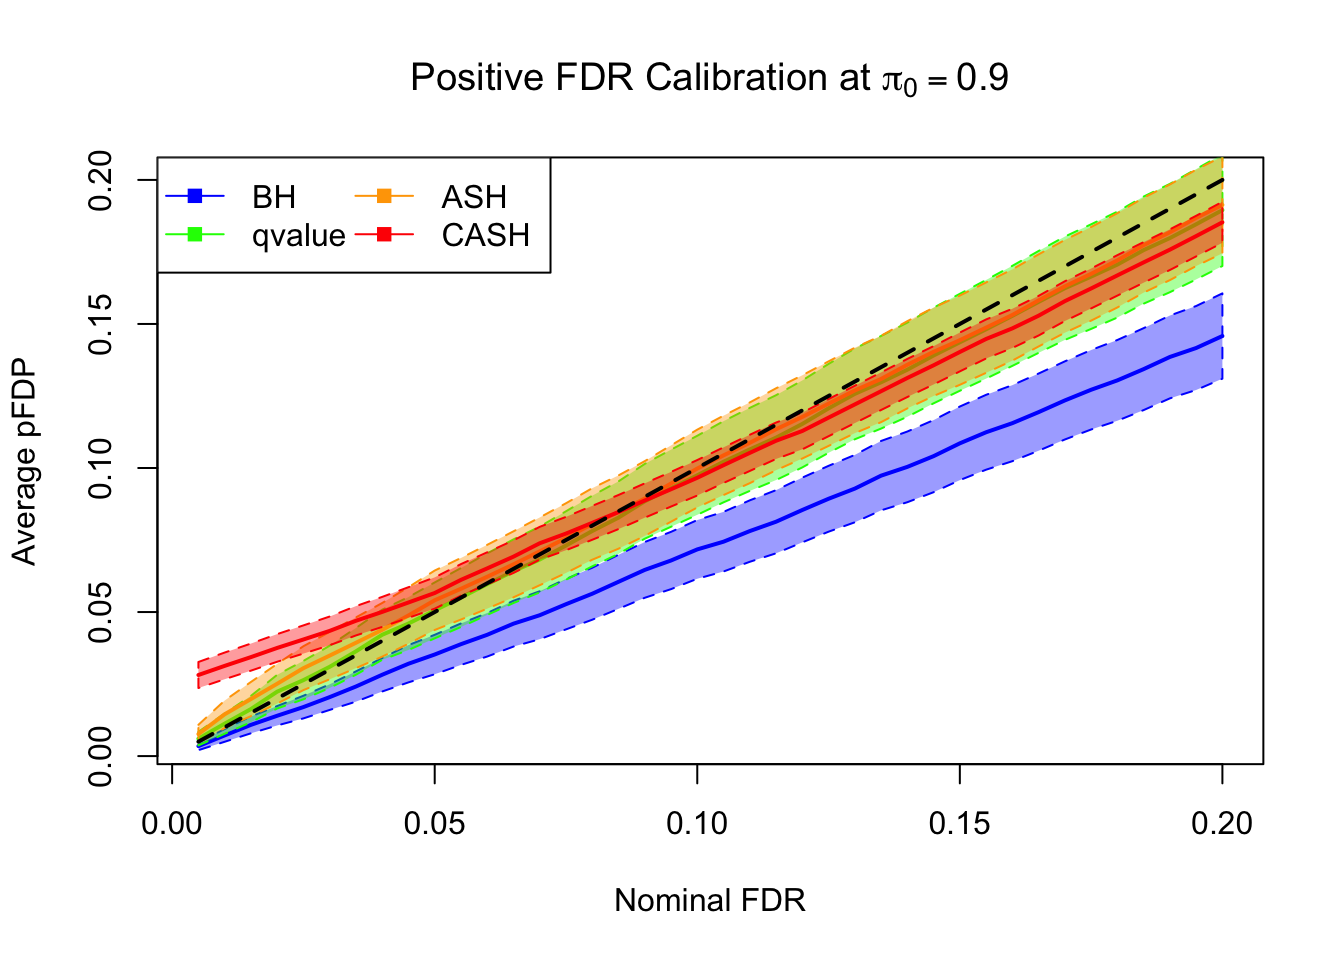 Positive FDR Calibration at π₀ = 0.9
BH ASH
qvalue CASH
Average pFDP
0.20
0.15
0.10
0.05
0.00
0.00 0.05 0.10 0.15 0.20
Nominal FDR